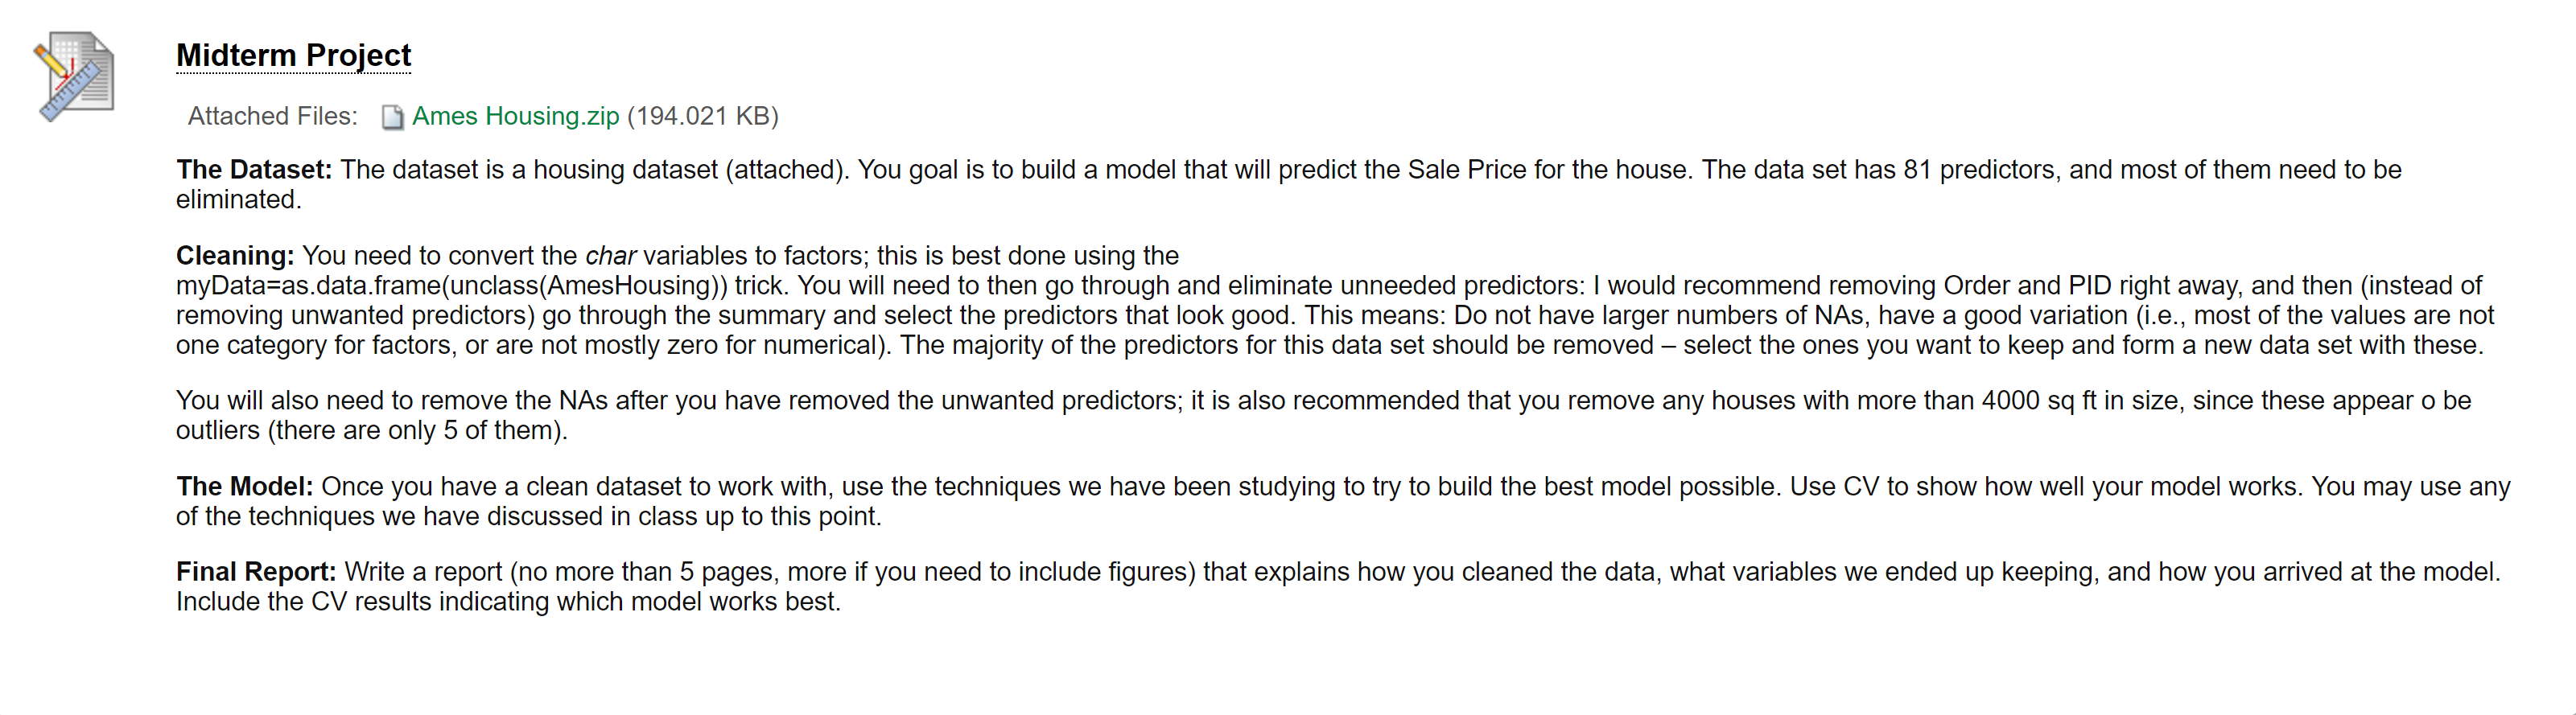 Midterm Project
Attached Files: Ames Housing.zip (194.021 KB)
The Dataset: The dataset is a housing dataset (attached). You goal is to build a model that will predict the Sale Price for the house. The data set has 81 predictors, and most of them need to be
eliminated.
Cleaning: You need to convert the char variables to factors; this is best done using the
myData=as.data.frame(unclass(AmesHousing)) trick. You will need to then go through and eliminate unneeded predictors: I would recommend removing Order and PID right away, and then (instead of
removing unwanted predictors) go through the summary and select the predictors that look good. This means: Do not have larger numbers of NAs, have a good variation (i.e., most of the values are not
one category for factors, or are not mostly zero for numerical). The majority of the predictors for this data set should be removed – select the ones you want to keep and form a new data set with these.
You will also need to remove the NAs after you have removed the unwanted predictors; it is also recommended that you remove any houses with more than 4000 sq ft in size, since these appear o be
outliers (there are only 5 of them).
The Model: Once you have a clean dataset to work with, use the techniques we have been studying to try to build the best model possible. Use CV to show how well your model works. You may use any
of the techniques we have discussed in class up to this point.
Final Report: Write a report (no more than 5 pages, more if you need to include figures) that explains how you cleaned the data, what variables we ended up keeping, and how you arrived at the model.
Include the CV results indicating which model works best.